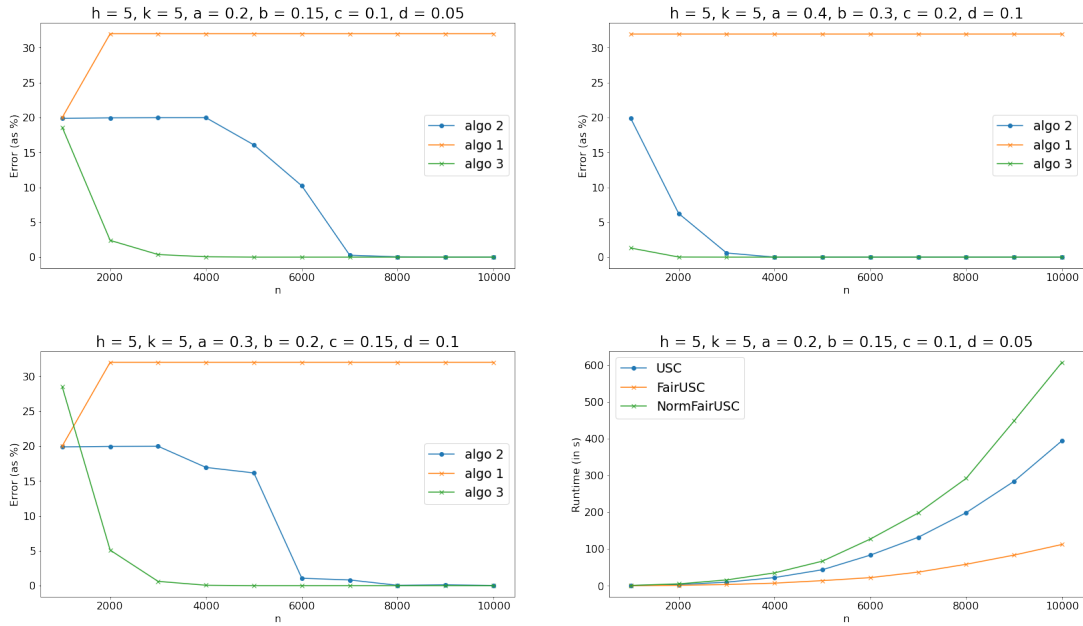 h = 5, k = 5, a = 0.2, b = 0.15, c = 0.1, d = 0.05
Error (as %)
30
25
20
15
10
5
0
algo 2
algo 1
algo 3
2000 4000 6000 8000 10000
n
h = 5, k = 5, a = 0.4, b = 0.3, c = 0.2, d = 0.1
Error (as %)
30
25
20
15
10
5
0
algo 2
algo 1
algo 3
2000 4000 6000 8000 10000
n
h = 5, k = 5, a = 0.3, b = 0.2, c = 0.15, d = 0.1
Error (as %)
30
25
20
15
10
5
0
algo 2
algo 1
algo 3
2000 4000 6000 8000 10000
n
h = 5, k = 5, a = 0.2, b = 0.15, c = 0.1, d = 0.05
Runtime (in s)
600
500
400
300
200
100
0
USC
FairUSC
NormFairUSC
2000 4000 6000 8000 10000
n